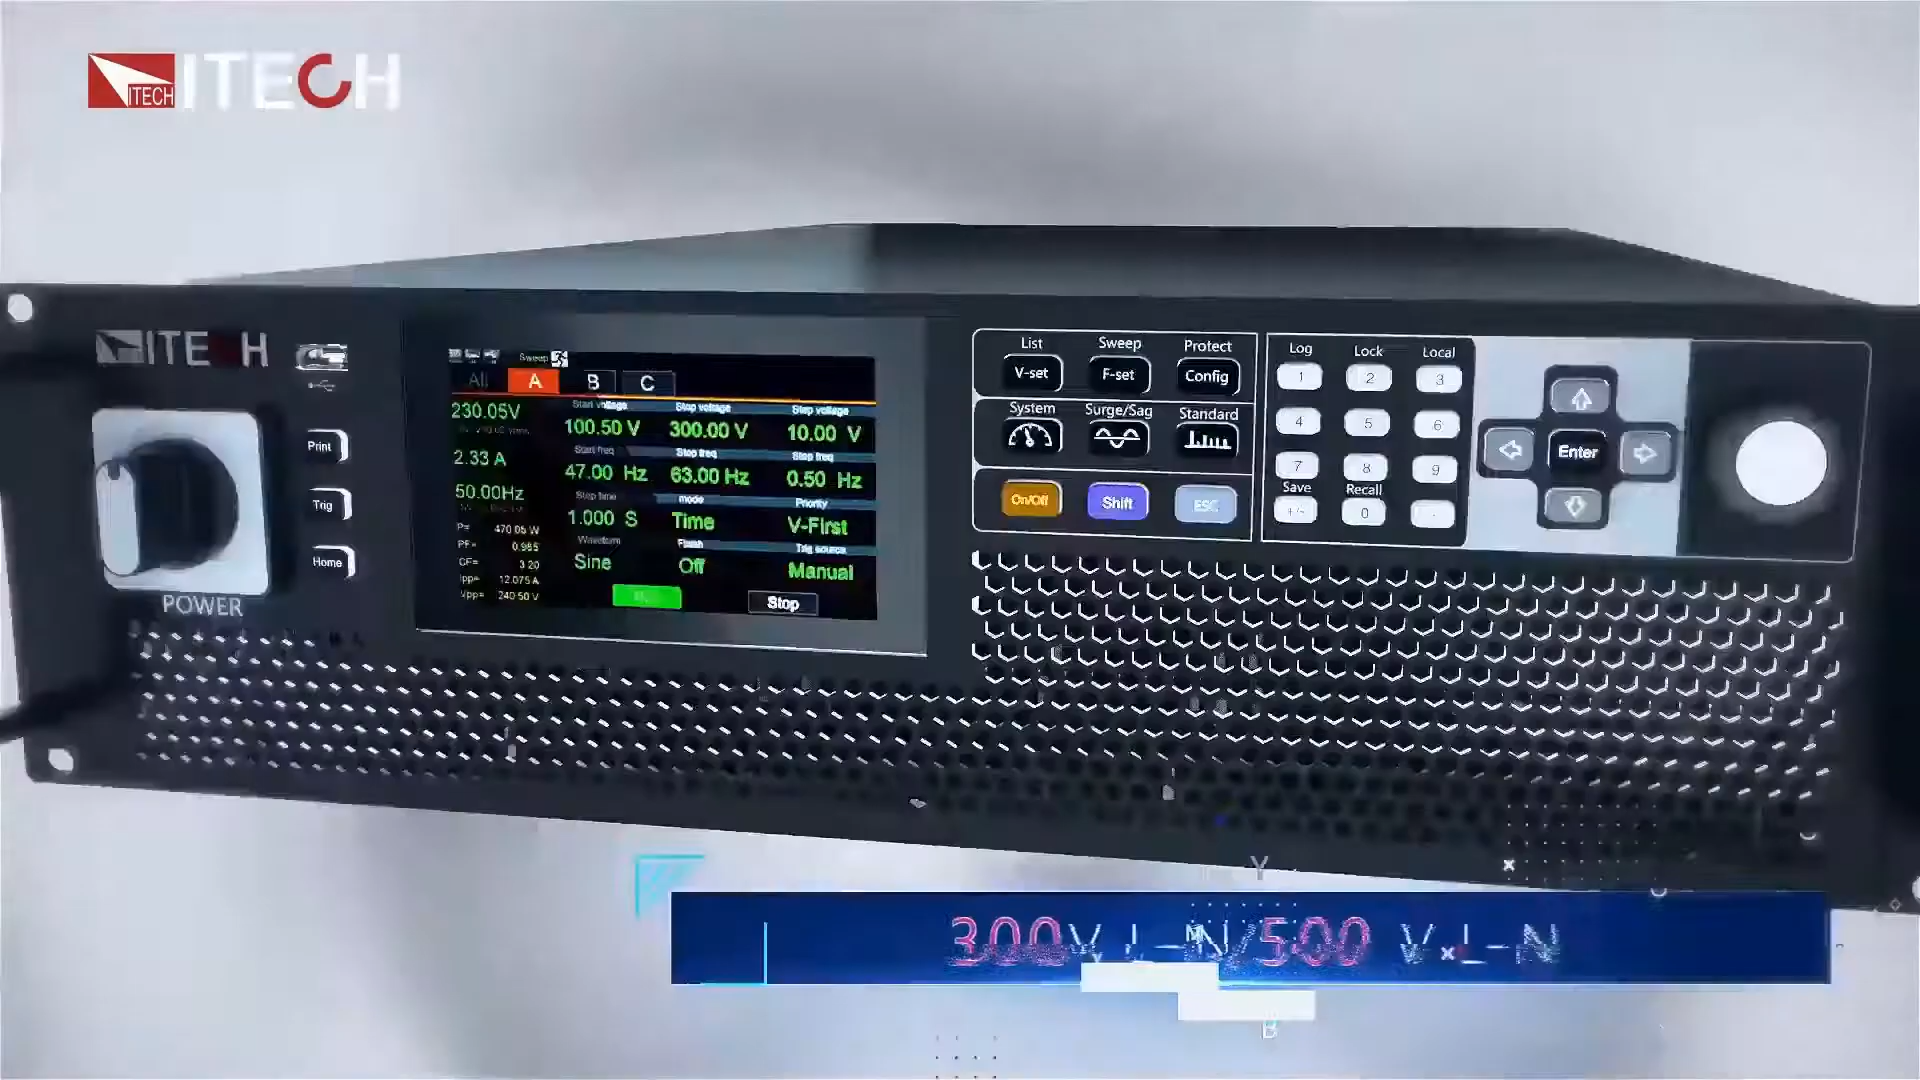 ITECH ITECH
ITECH
Print
Trig
Home
POWER
Sweep
All A B C
230.05V
2.33 A
50.00Hz
P= 470.05 W
PF= 0.985
CF= 3.20
Ipp= 12.075 A
Vpp= 240.50 V
Start voltage Stop voltage Step voltage
100.50 V 300.00 V 10.00 V
Start freq Stop freq Step freq
47.00 Hz 63.00 Hz 0.50 Hz
Step time mode Priority
1.000 S Time V-First
Waveform Finish Trig source
Sine Off Manual
Stop
List Sweep Protect
V-set F-set Config
System Surge/Sag Standard
On/Off Shift ESC
Log Lock Local
1 2 3
4 5 6
7 8 9
Save Recall
+/- 0 .
Enter
300V L-N/500 V L-N